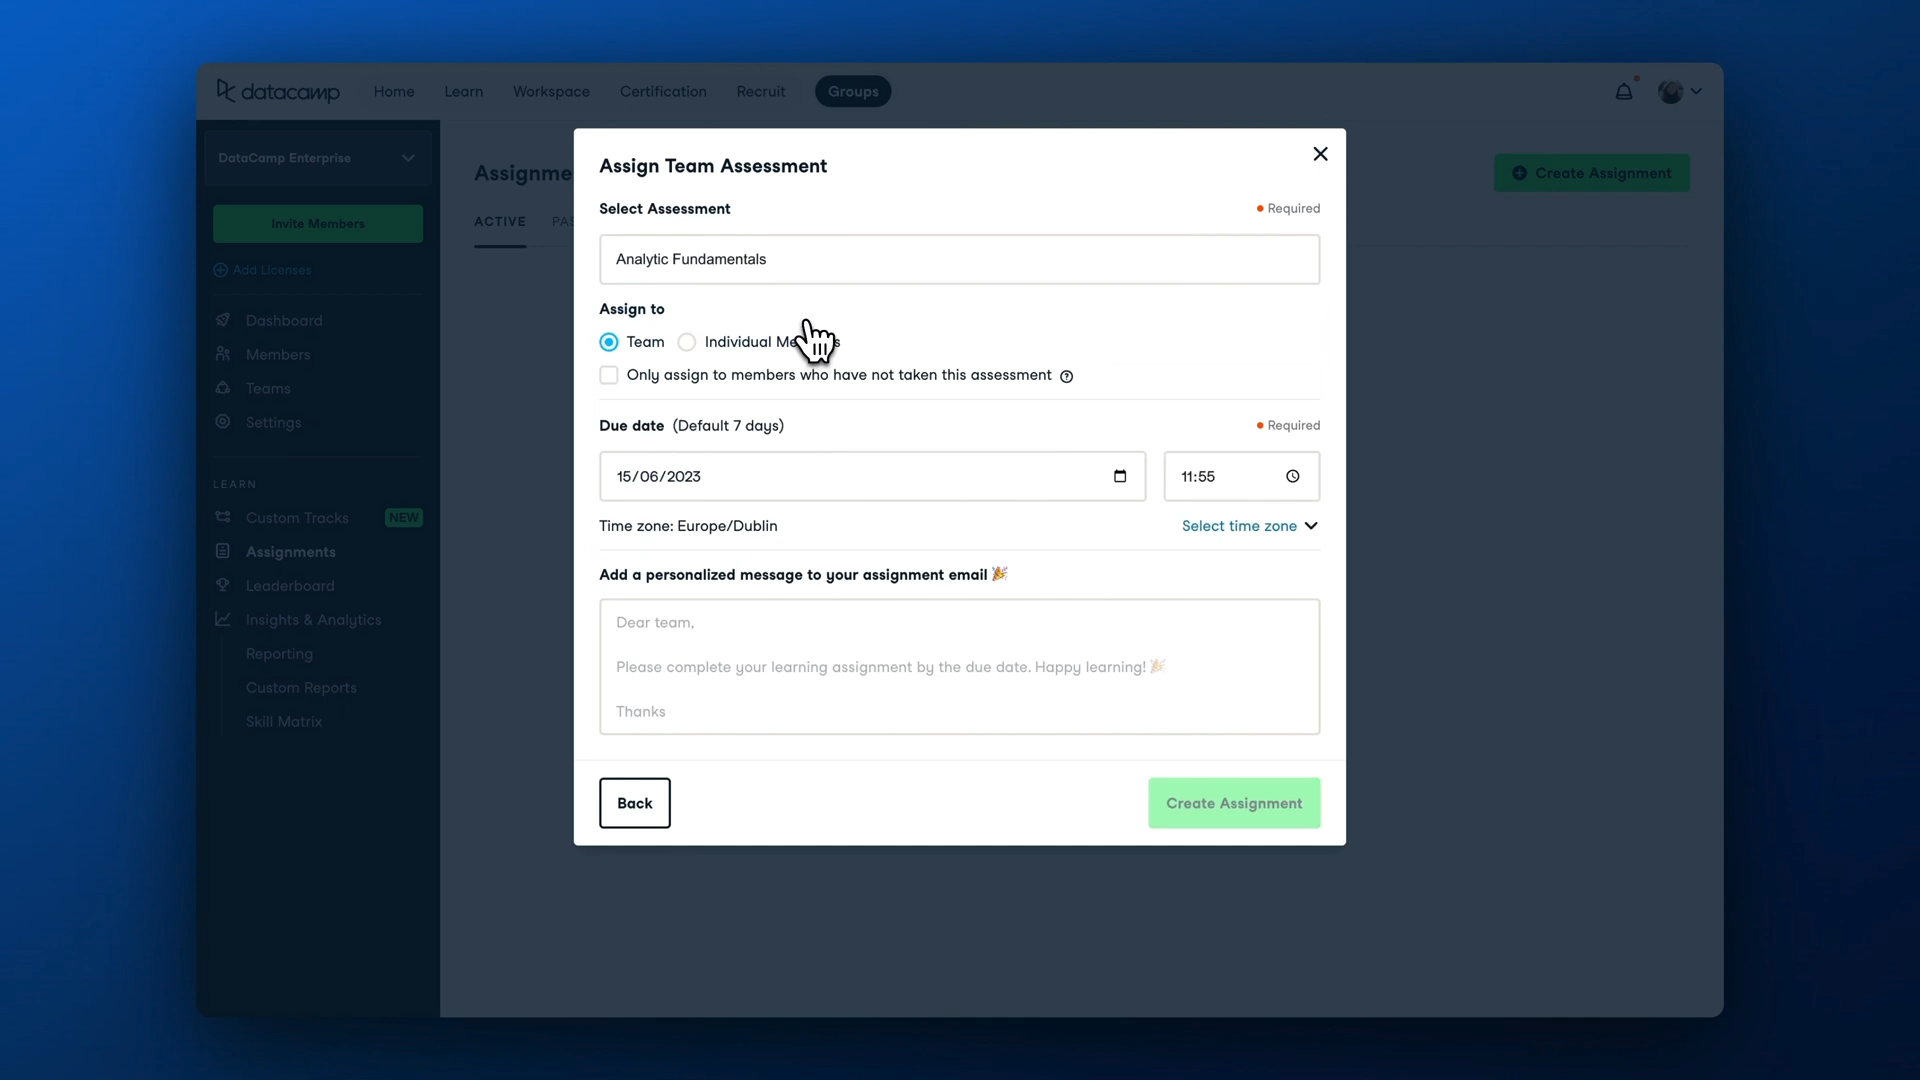 datacamp
Home Learn Workspace Certification Recruit Groups
DataCamp Enterprise
Invite Members
Add Licenses
Dashboard
Members
Teams
Settings
LEARN
Custom Tracks NEW
Assignments
Leaderboard
Insights & Analytics
Reporting
Custom Reports
Skill Matrix
Assignme
Create Assignment
ACTIVE PAS
Assign Team Assessment
Select Assessment Required
Analytic Fundamentals
Assign to
Team Individual Me s
Only assign to members who have not taken this assessment
Due date (Default 7 days) Required
15/06/2023 11:55
Time zone: Europe/Dublin Select time zone
Add a personalized message to your assignment email 🎉
Dear team,
Please complete your learning assignment by the due date. Happy learning! 🎉
Thanks
Back Create Assignment